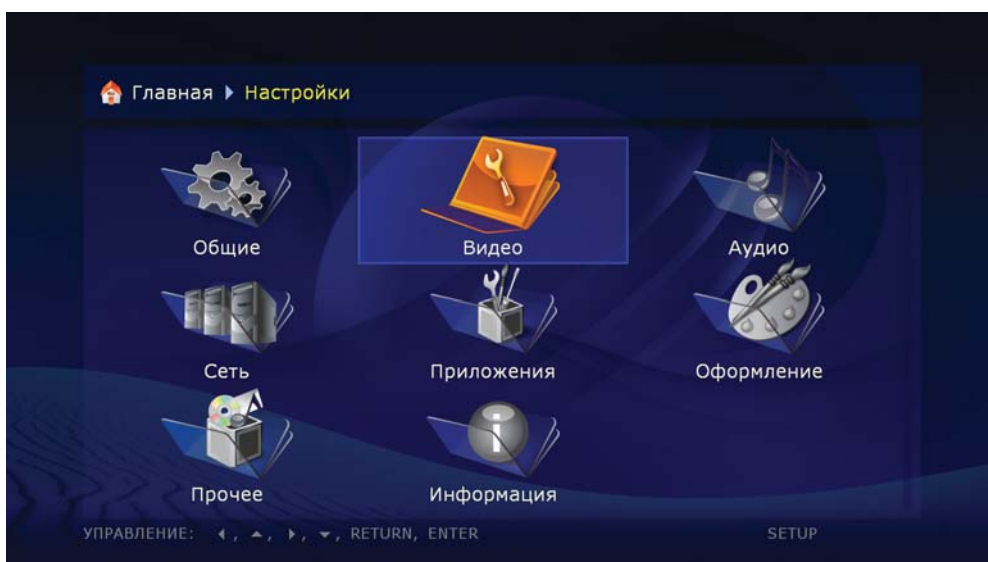 Главная ▶ Настройки
Общие Видео Аудио
Сеть Приложения Оформление
Прочее Информация
УПРАВЛЕНИЕ: ◀, ▲, ▶, ▼, RETURN, ENTER SETUP